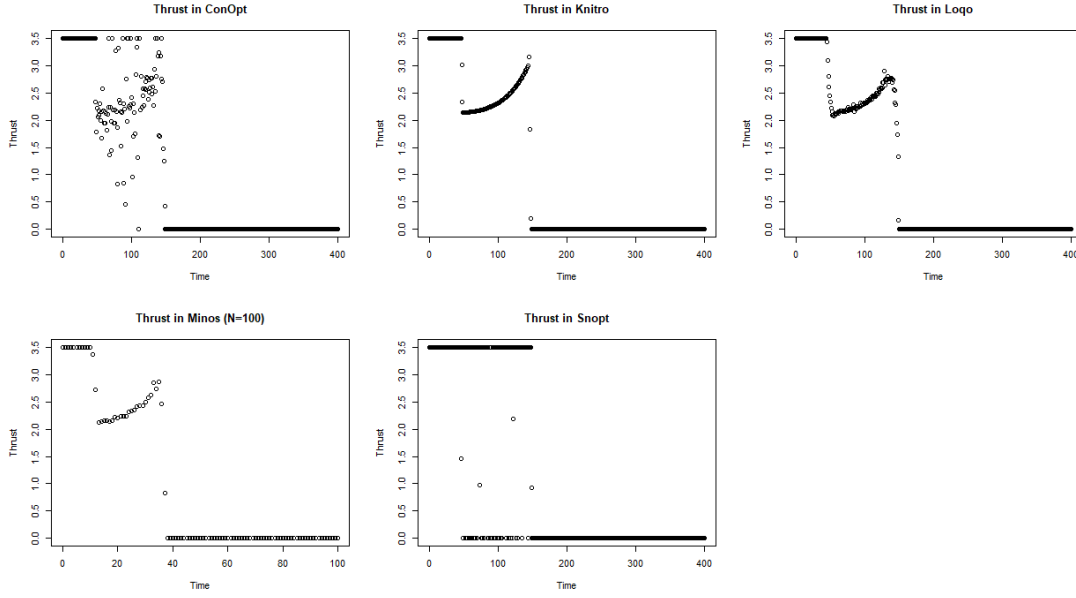 Thrust in ConOpt
Thrust
0.0 0.5 1.0 1.5 2.0 2.5 3.0 3.5
0 100 200 300 400
Time
Thrust in Knitro
Thrust
0.0 0.5 1.0 1.5 2.0 2.5 3.0 3.5
0 100 200 300 400
Time
Thrust in Loqo
Thrust
0.0 0.5 1.0 1.5 2.0 2.5 3.0 3.5
0 100 200 300 400
Time
Thrust in Minos (N=100)
Thrust
0.0 0.5 1.0 1.5 2.0 2.5 3.0 3.5
0 20 40 60 80 100
Time
Thrust in Snopt
Thrust
0.0 0.5 1.0 1.5 2.0 2.5 3.0 3.5
0 100 200 300 400
Time